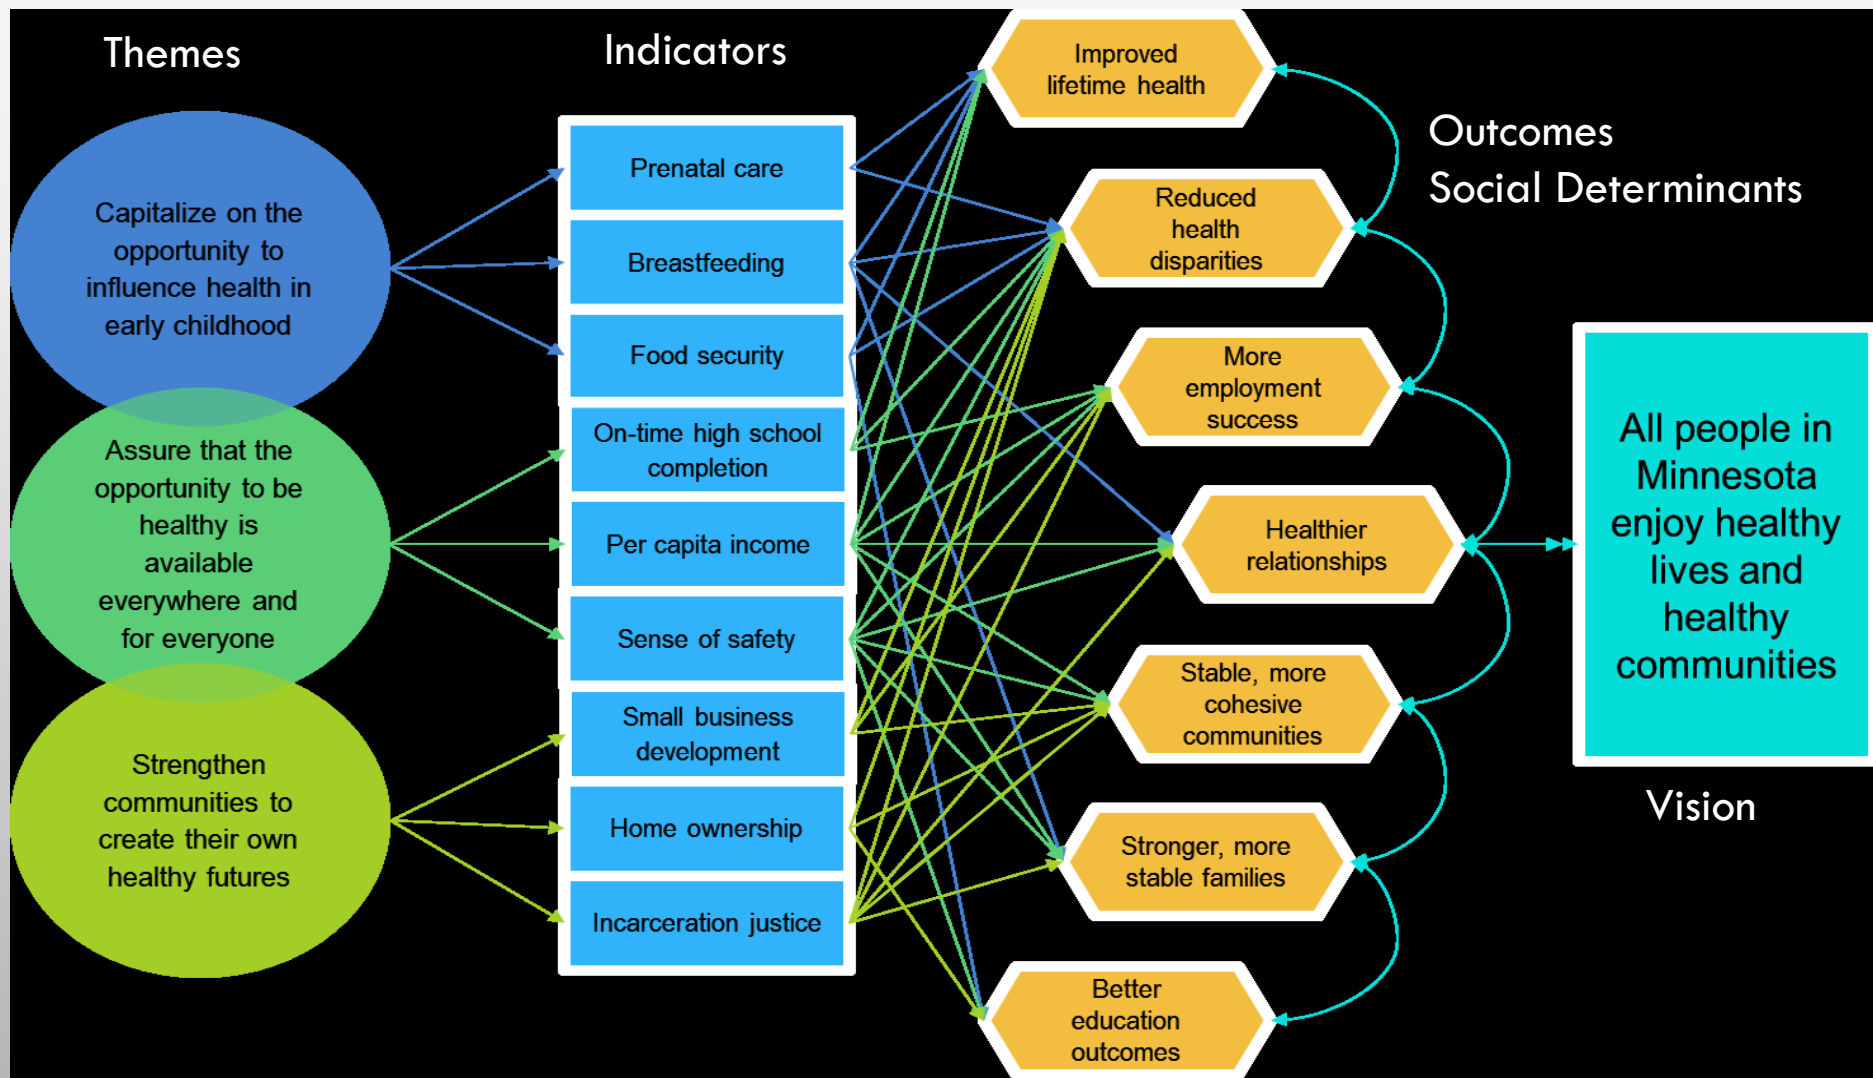 Themes
Capitalize on the
opportunity to
influence health in
early childhood
Assure that the
opportunity to be
healthy is
available
everywhere and
for everyone
Strengthen
communities to
create their own
healthy futures
Indicators
Prenatal care
Breastfeeding
Food security
On-time high school
completion
Per capita income
Sense of safety
Small business
development
Home ownership
Incarceration justice
Improved
lifetime health
Reduced
health
disparities
More
employment
success
Healthier
relationships
Stable, more
cohesive
communities
Stronger, more
stable families
Better
education
outcomes
Outcomes
Social Determinants
All people in
Minnesota
enjoy healthy
lives and
healthy
communities
Vision